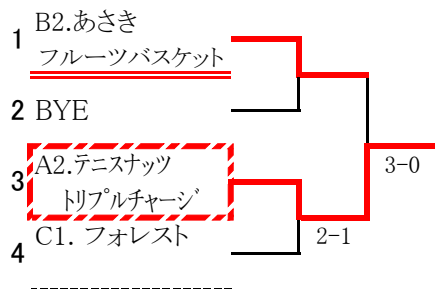 1 B2.あさき
フルーツバスケット
2 BYE
3 A2.テニスナッツ
トリプルチャージ
3-0
4 C1. フォレスト
2-1